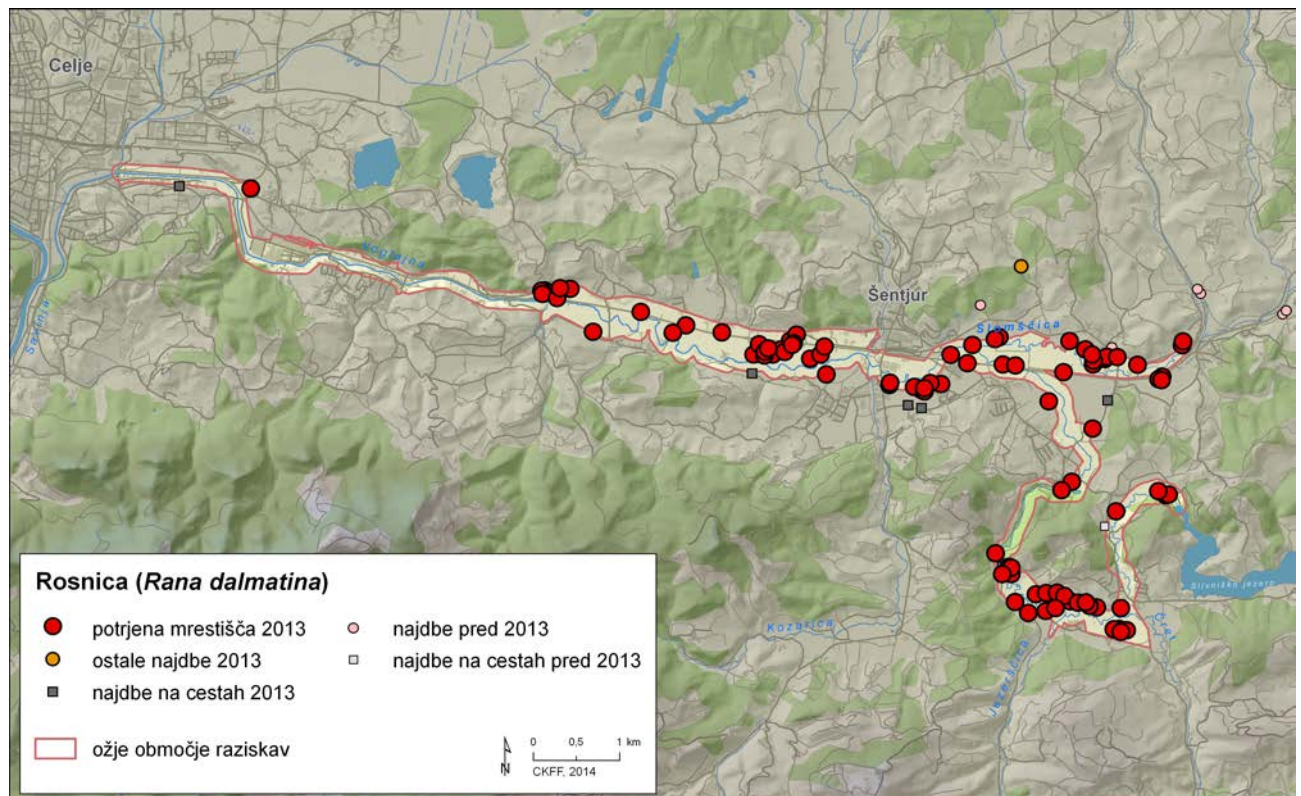 Celje
Voglajna
Savinja
Šentjur
Slomščica
Slivniško jezero
Kozarica
Jezerščica
Rosnica (Rana dalmatina)
potrjena mrestišča 2013
ostale najdbe 2013
najdbe na cestah 2013
najdbe pred 2013
najdbe na cestah pred 2013
ožje območje raziskav
N
0 0,5 1 km
CKFF, 2014